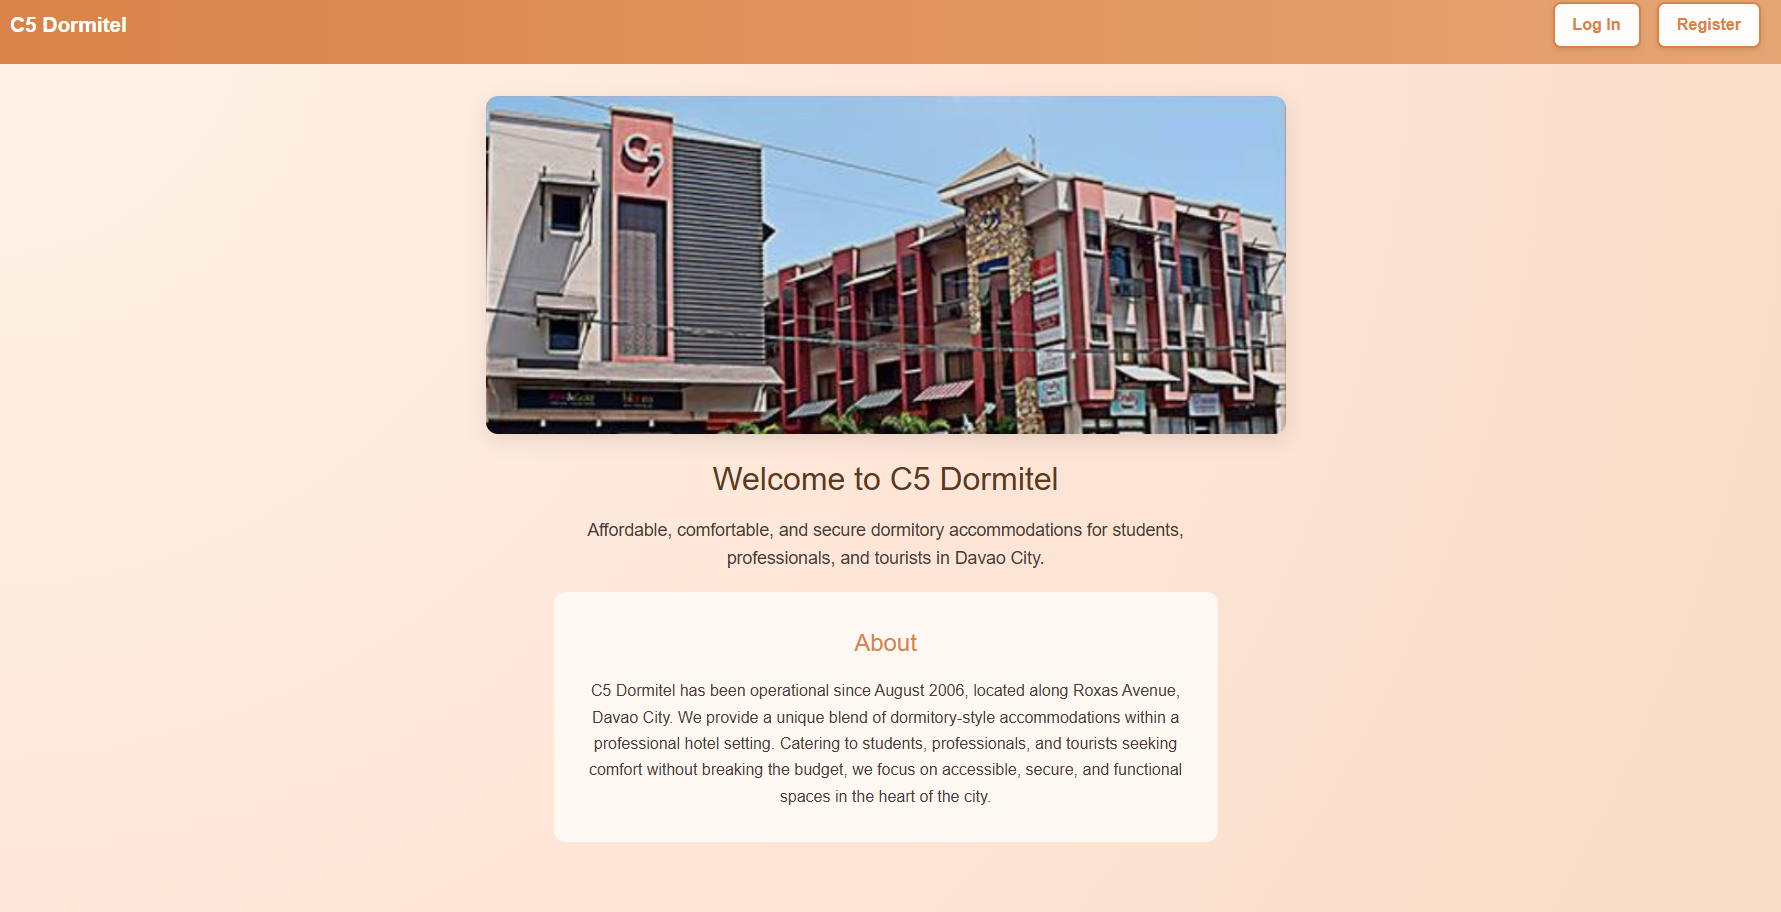 C5 Dormitel
Log In
Register
C5
C5
Welcome to C5 Dormitel
Affordable, comfortable, and secure dormitory accommodations for students,
professionals, and tourists in Davao City.
About
C5 Dormitel has been operational since August 2006, located along Roxas Avenue,
Davao City. We provide a unique blend of dormitory-style accommodations within a
professional hotel setting. Catering to students, professionals, and tourists seeking
comfort without breaking the budget, we focus on accessible, secure, and functional
spaces in the heart of the city.